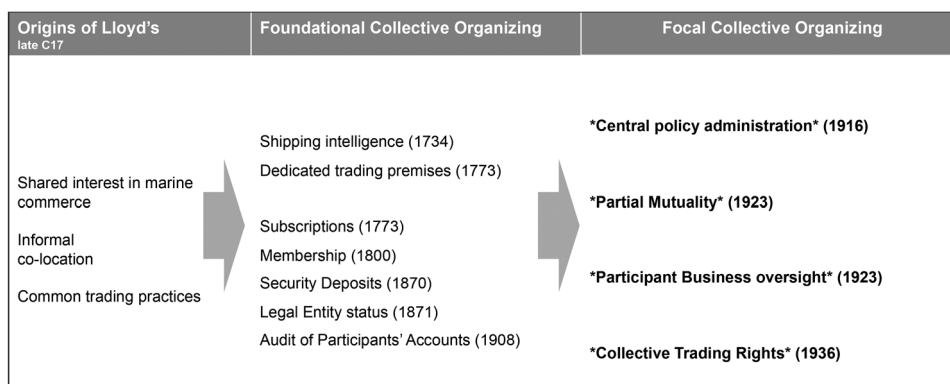 Origins of Lloyd's
late C17
Foundational Collective Organizing
Focal Collective Organizing
Shared interest in marine
commerce
Informal
co-location
Common trading practices
Shipping intelligence (1734)
Dedicated trading premises (1773)
Subscriptions (1773)
Membership (1800)
Security Deposits (1870)
Legal Entity status (1871)
Audit of Participants' Accounts (1908)
*Central policy administration* (1916)
*Partial Mutuality* (1923)
*Participant Business oversight* (1923)
*Collective Trading Rights* (1936)